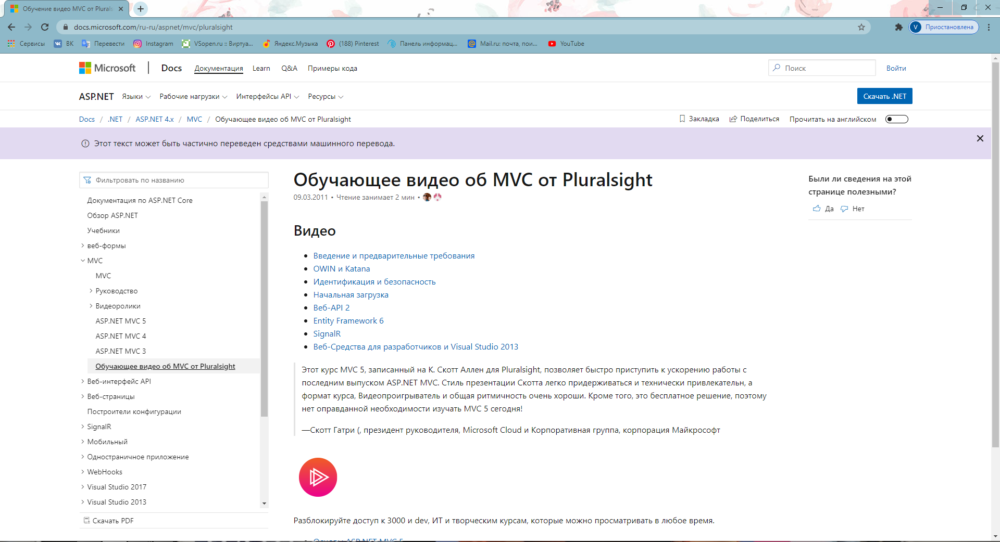 Обучение видео MVC от Plurals
docs.microsoft.com/ru-ru/aspnet/mvc/pluralsight
V Приостановлена
Сервисы ВК Перевести Instagram VSopen.ru :: Виртуа... Яндекс.Музыка (188) Pinterest Панель информац... Mail.ru: почта, пои... YouTube
Microsoft Docs Документация Learn Q&A Примеры кода Поиск Войти
ASP.NET Языки Рабочие нагрузки Интерфейсы API Ресурсы Скачать .NET
Docs / .NET / ASP.NET 4.x / MVC / Обучающее видео об MVC от Pluralsight Закладка Поделиться Прочитать на английском
Этот текст может быть частично переведен средствами машинного перевода.
Фильтровать по названию
Документация по ASP.NET Core
Обзор ASP.NET
Учебники
веб-формы
MVC
MVC
Руководство
Видеоролики
ASP.NET MVC 5
ASP.NET MVC 4
ASP.NET MVC 3
Обучающее видео об MVC от Pluralsight
Веб-интерфейс API
Веб-страницы
Построители конфигурации
SignalR
Мобильный
Одностраничное приложение
WebHooks
Visual Studio 2017
Visual Studio 2013
Скачать PDF
Обучающее видео об MVC от Pluralsight
09.03.2011 • Чтение занимает 2 мин •
Видео
• Введение и предварительные требования
• OWIN и Katana
• Идентификация и безопасность
• Начальная загрузка
• Веб-API 2
• Entity Framework 6
• SignalR
• Веб-Средства для разработчиков и Visual Studio 2013
Этот курс MVC 5, записанный на К. Скотт Аллен для Pluralsight, позволяет быстро приступить к ускорению работы с
последним выпуском ASP.NET MVC. Стиль презентации Скотта легко придерживаться и технически привлекательн, а
формат курса, Видеопроигрыватель и общая ритмичность очень хороши. Кроме того, это бесплатное решение, поэтому
нет оправданной необходимости изучать MVC 5 сегодня!
—Скотт Гатри (, президент руководителя, Microsoft Cloud и Корпоративная группа, корпорация Майкрософт
Разблокируйте доступ к 3000 и dev, ИТ и творческим курсам, которые можно просматривать в любое время.
• Основы ASP.NET MVC 5
Были ли сведения на этой
странице полезными?
Да Нет